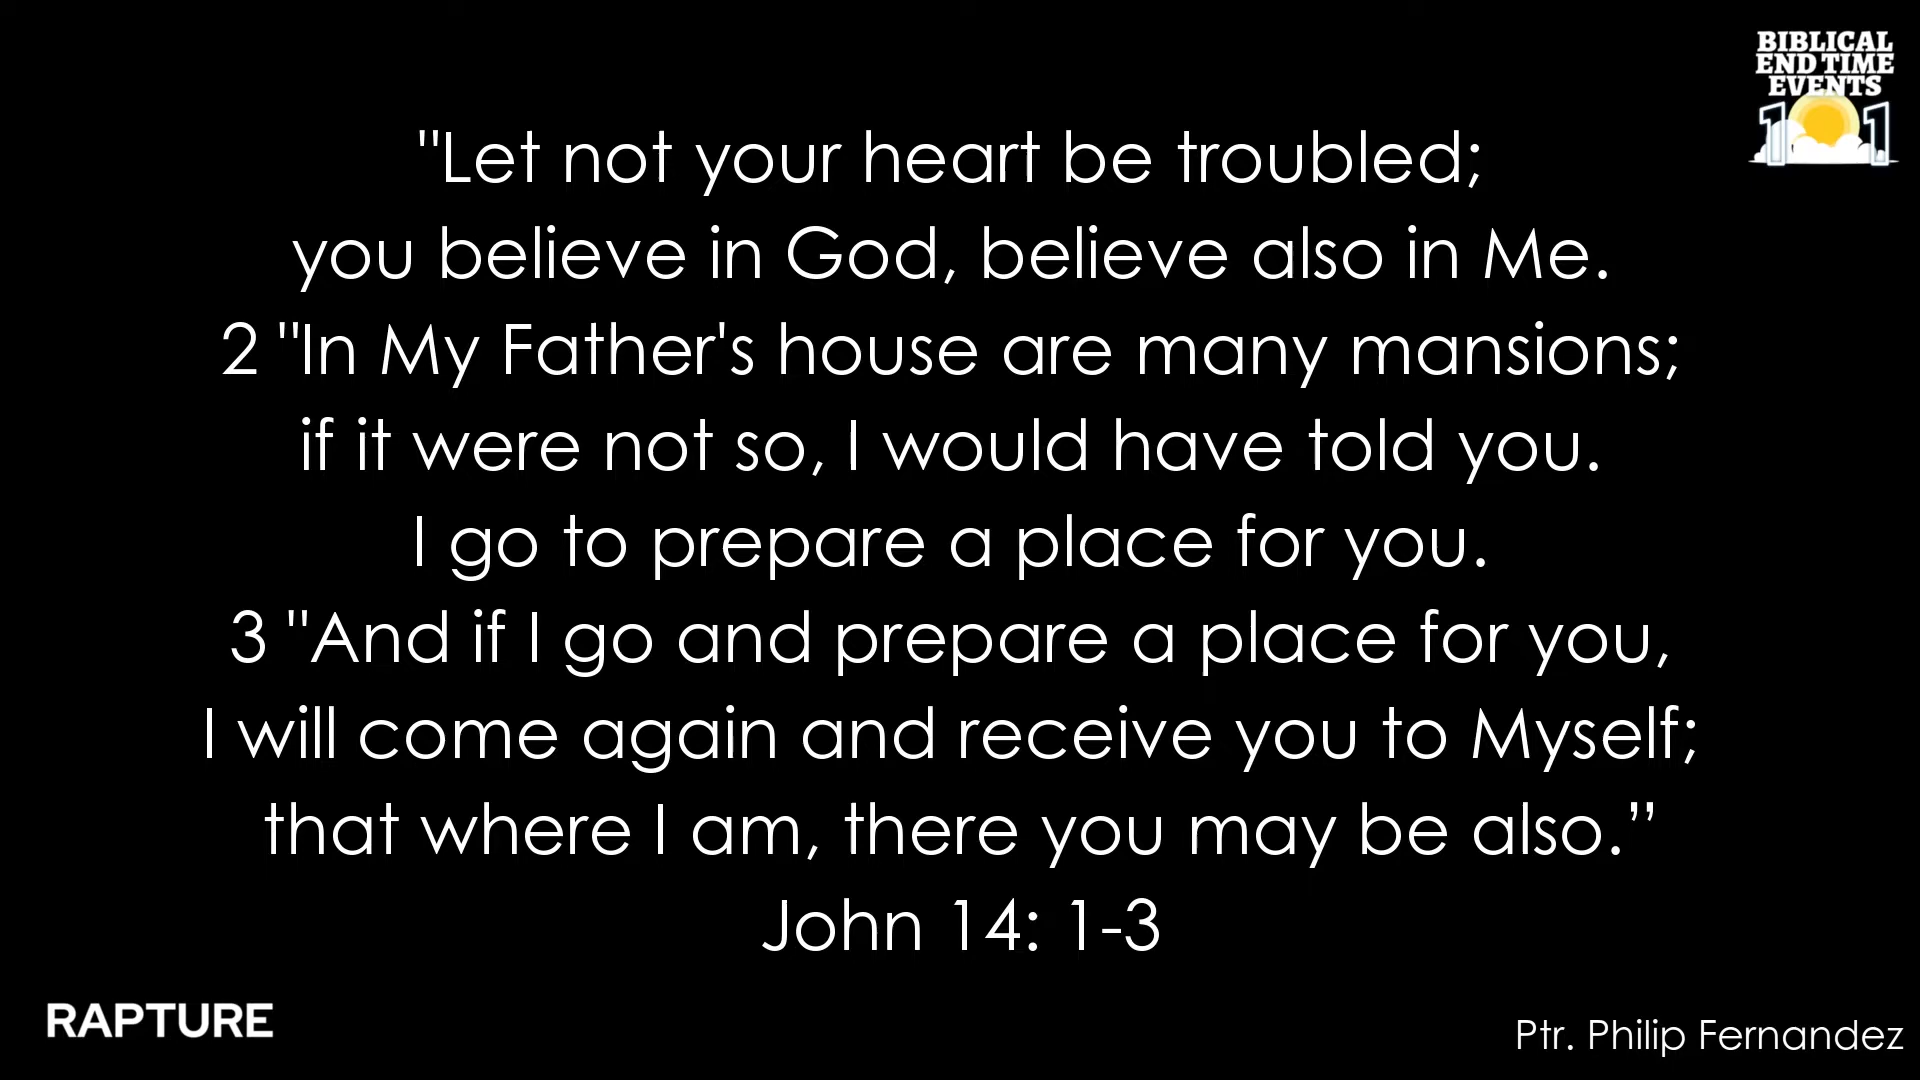 BIBLICAL
END TIME
EVENTS
101
"Let not your heart be troubled;
you believe in God, believe also in Me.
2 "In My Father's house are many mansions;
if it were not so, I would have told you.
I go to prepare a place for you.
3 "And if I go and prepare a place for you,
I will come again and receive you to Myself;
that where I am, there you may be also.”
John 14: 1-3
RAPTURE
Ptr. Philip Fernandez